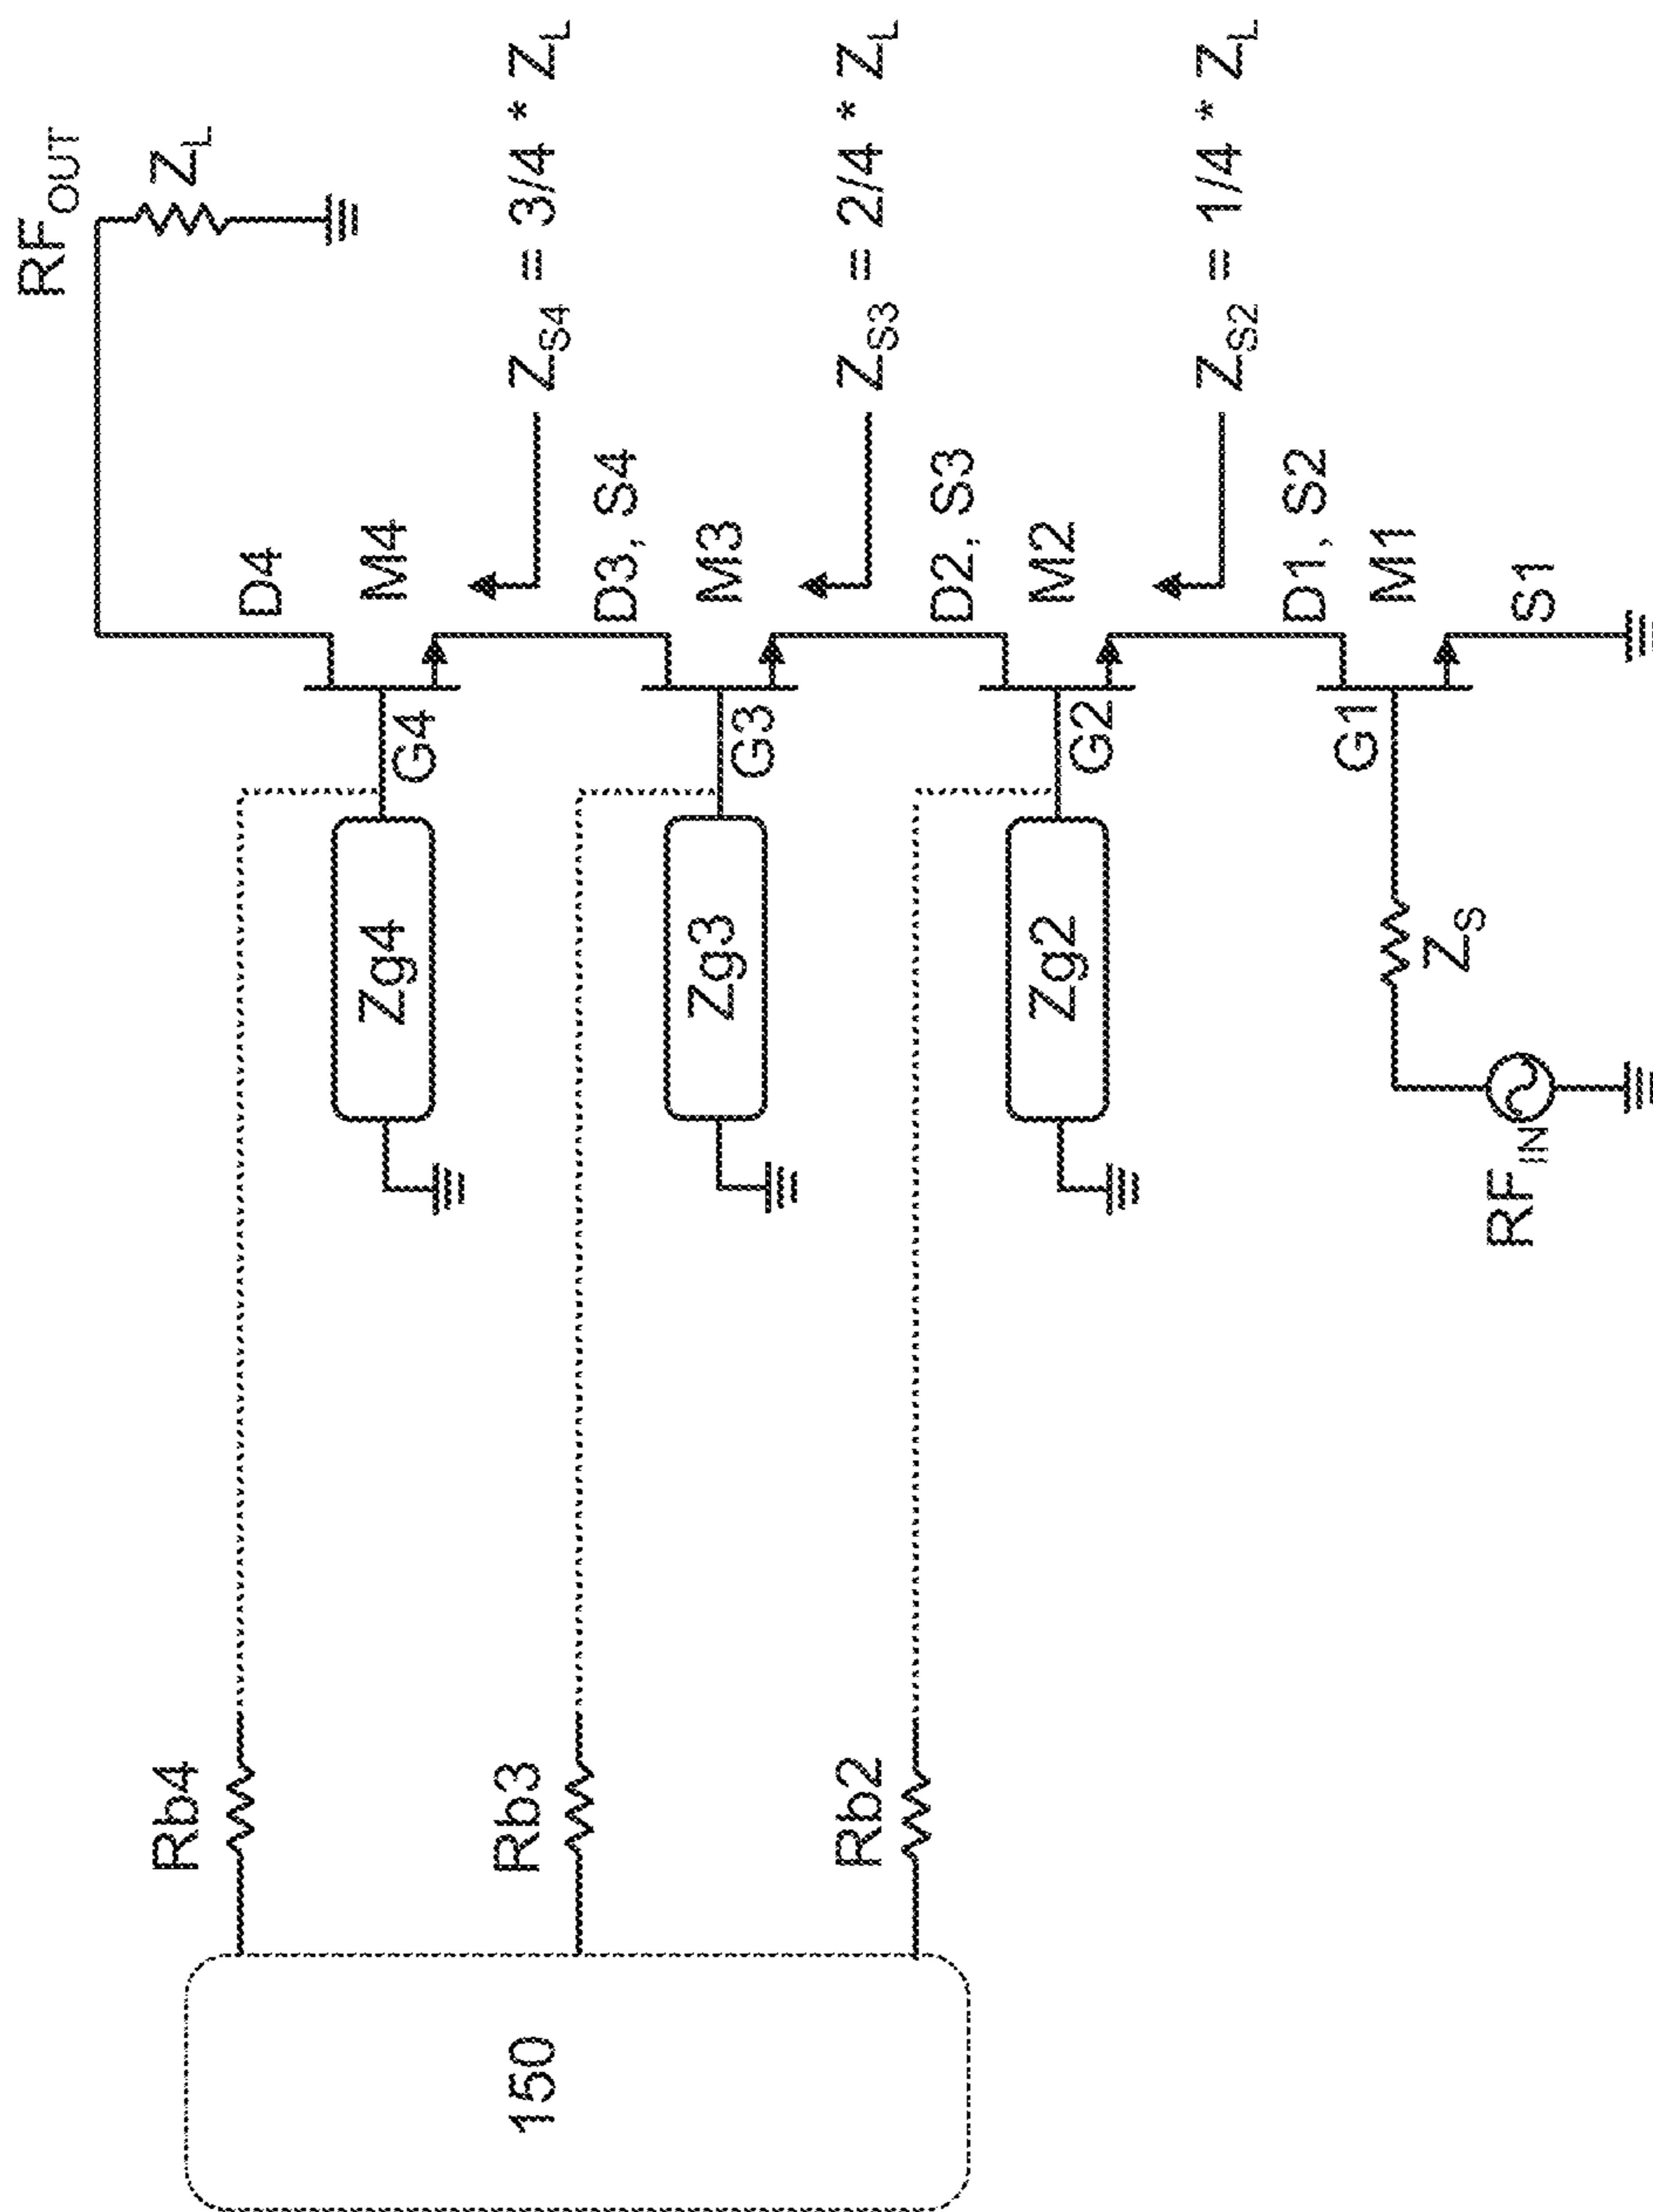 RF_OUT
Z_L
D4
M4
Z_S4 = 3/4 * Z_L
Rb4
G4
Zg4
D3, S4
M3
Z_S3 = 2/4 * Z_L
Rb3
G3
Zg3
150
D2, S3
M2
Z_S2 = 1/4 * Z_L
Rb2
G2
Zg2
D1, S2
M1
G1
S1
Z_S
RF_IN